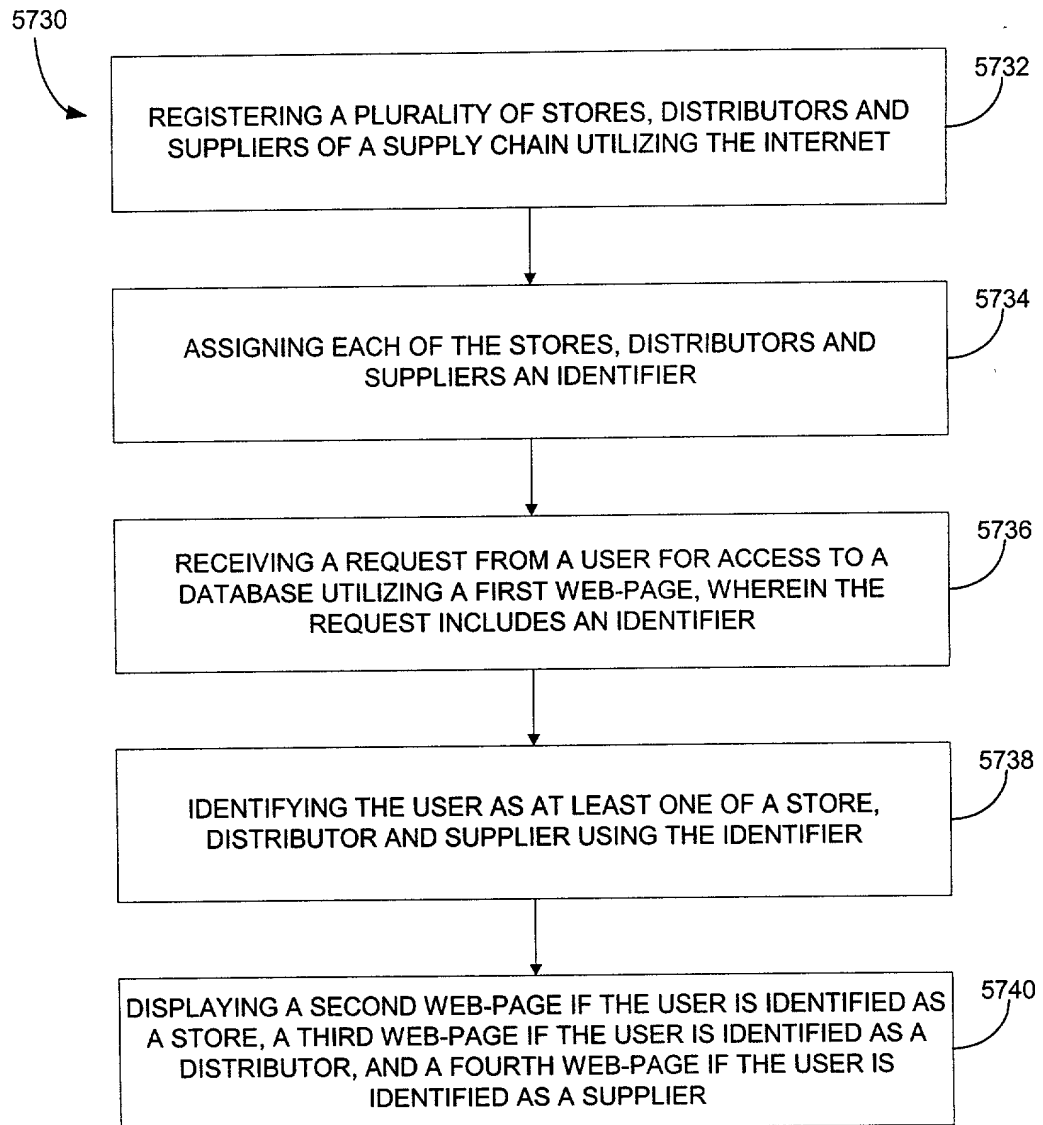 5730
5732
REGISTERING A PLURALITY OF STORES, DISTRIBUTORS AND
SUPPLIERS OF A SUPPLY CHAIN UTILIZING THE INTERNET
5734
ASSIGNING EACH OF THE STORES, DISTRIBUTORS AND
SUPPLIERS AN IDENTIFIER
5736
RECEIVING A REQUEST FROM A USER FOR ACCESS TO A
DATABASE UTILIZING A FIRST WEB-PAGE, WHEREIN THE
REQUEST INCLUDES AN IDENTIFIER
5738
IDENTIFYING THE USER AS AT LEAST ONE OF A STORE,
DISTRIBUTOR AND SUPPLIER USING THE IDENTIFIER
5740
DISPLAYING A SECOND WEB-PAGE IF THE USER IS IDENTIFIED AS
A STORE, A THIRD WEB-PAGE IF THE USER IS IDENTIFIED AS A
DISTRIBUTOR, AND A FOURTH WEB-PAGE IF THE USER IS
IDENTIFIED AS A SUPPLIER